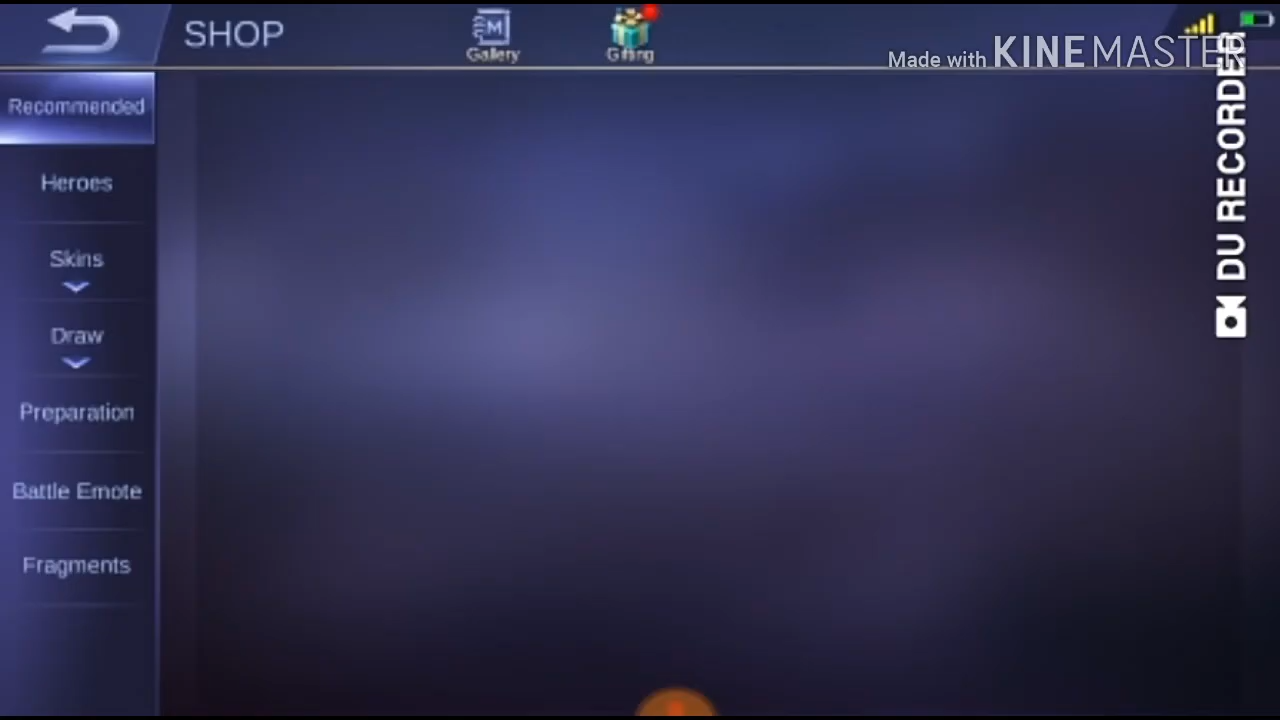 SHOP
Gallery
Gifting
Made with KINEMASTER
DU RECORDER
Recommended
Heroes
Skins
Draw
Preparation
Battle Emote
Fragments